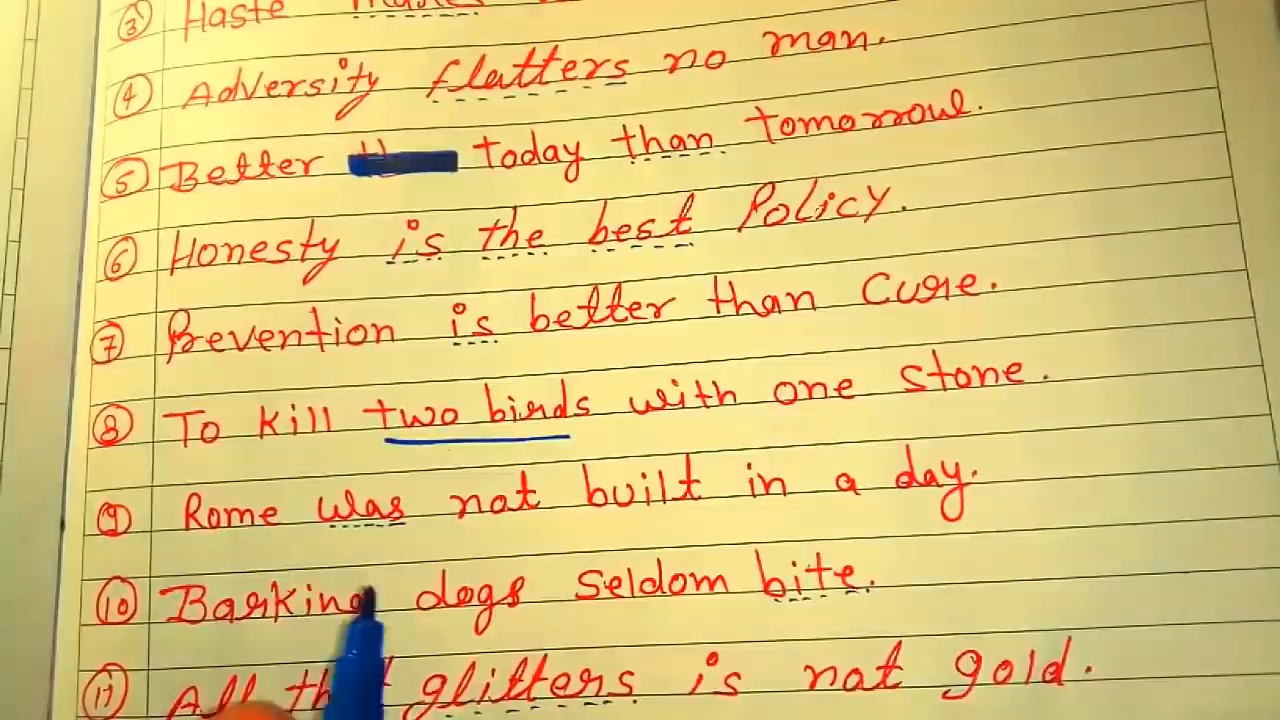 ③ Haste
④ Adversity flatters no man.
⑤ Better today than tomorrow.
⑥ Honesty is the best Policy.
⑦ Prevention is better than Cure.
⑧ To kill two birds with one stone.
⑨ Rome was not built in a day.
⑩ Barking dogs seldom bite.
⑪ All glitters is not gold.